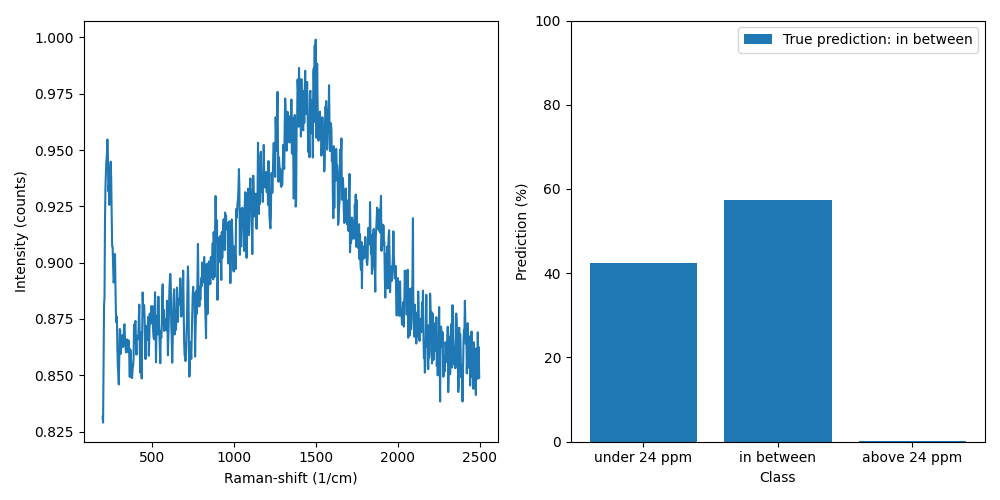 1.000
0.975
0.950
0.925
0.900
0.875
0.850
0.825
Intensity (counts)
500
1000
1500
2000
2500
Raman-shift (1/cm)
100
80
60
40
20
0
Prediction (%)
True prediction: in between
under 24 ppm
in between
above 24 ppm
Class